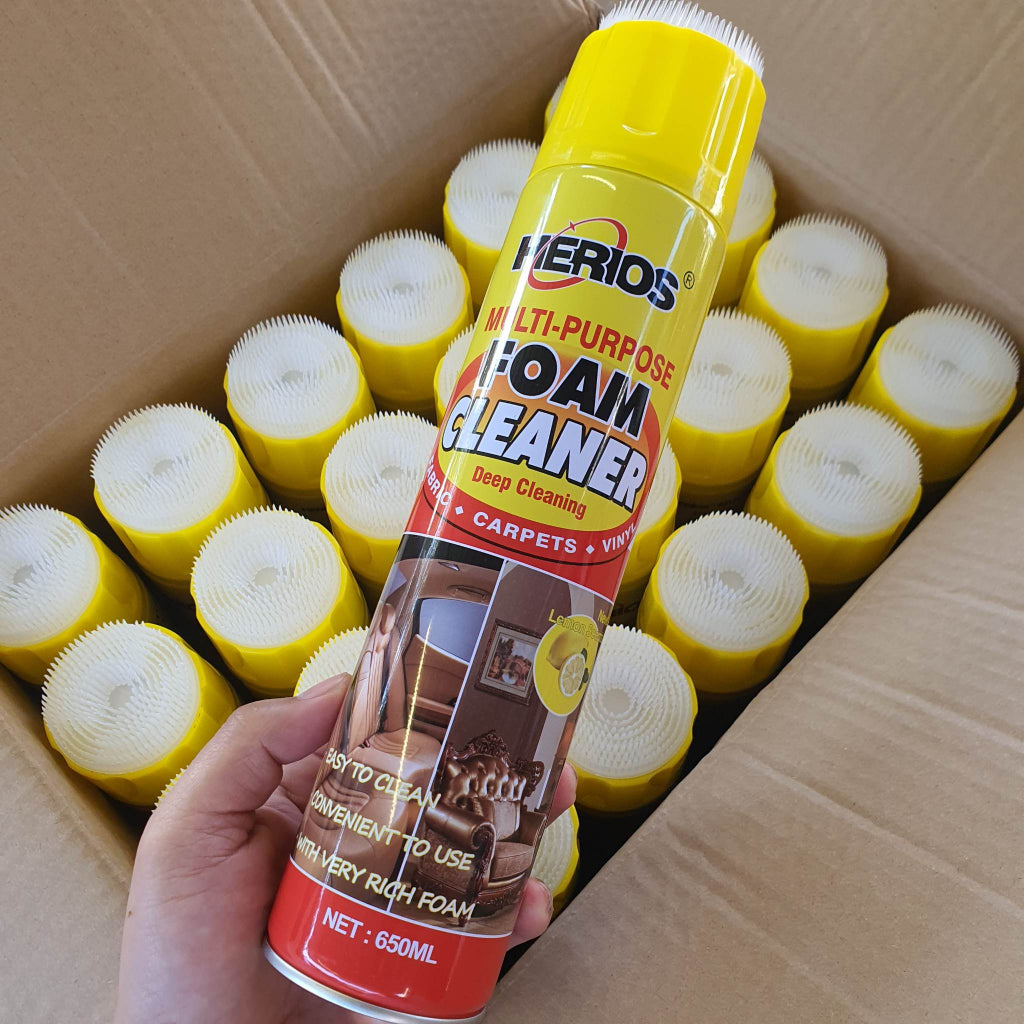 HERIOS®
MULTI-PURPOSE
FOAM
CLEANER
Deep Cleaning
CARPETS • VINYL
Lemon
EASY TO CLEAN
CONVENIENT TO USE
WITH VERY RICH FOAM
NET : 650ML